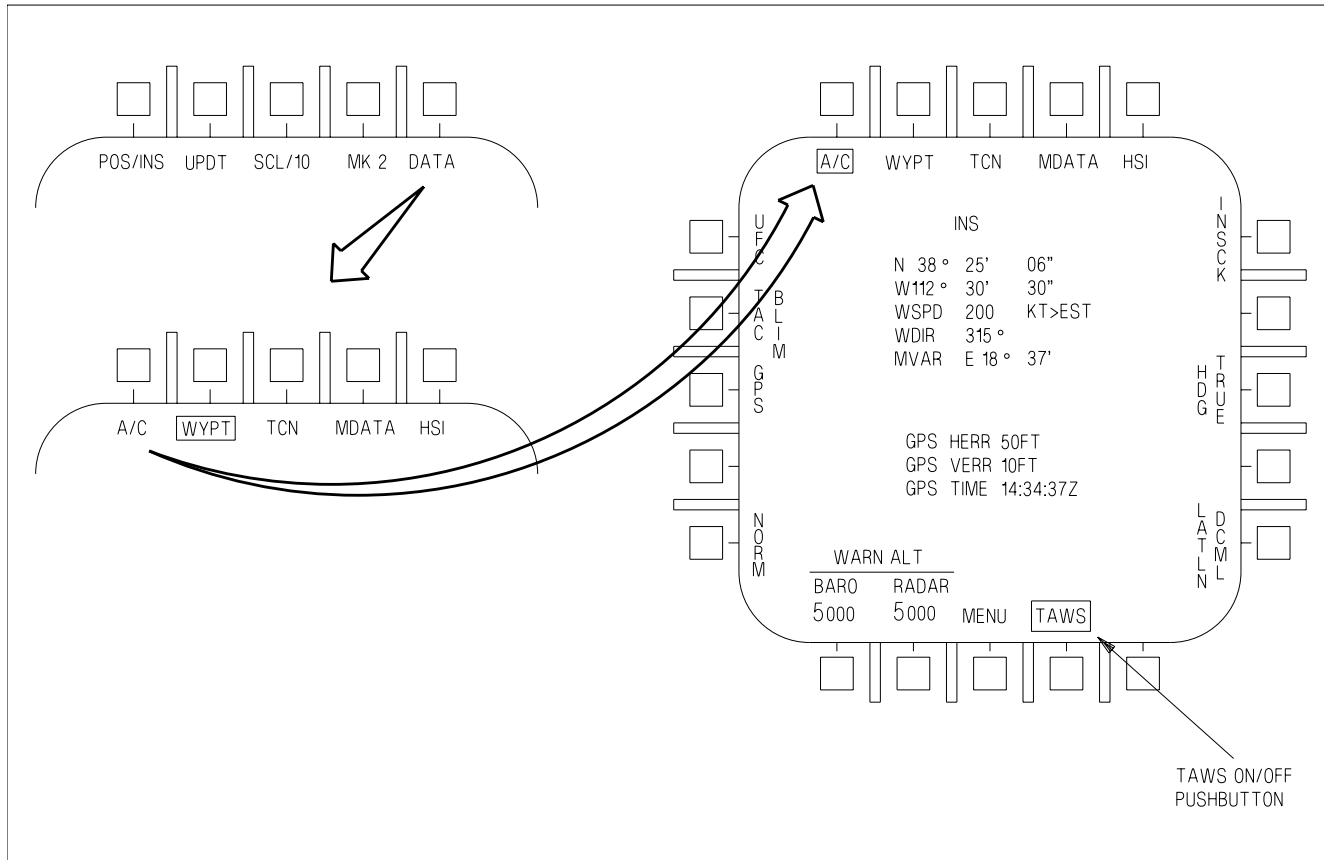 POS/INS UPDT SCL/10 MK 2 DATA
A/C WYPT TCN MDATA HSI
A/C WYPT TCN MDATA HSI
UFC
TAC
BLIM
GPS
NORM
INS
N 38° 25' 06"
W112° 30' 30"
WSPD 200 KT>EST
WDIR 315°
MVAR E 18° 37'
GPS HERR 50FT
GPS VERR 10FT
GPS TIME 14:34:37Z
INSCK
HDG
TRUE
LATLN
DCML
WARN ALT
BARO RADAR
5000 5000 MENU TAWS
TAWS ON/OFF
PUSHBUTTON